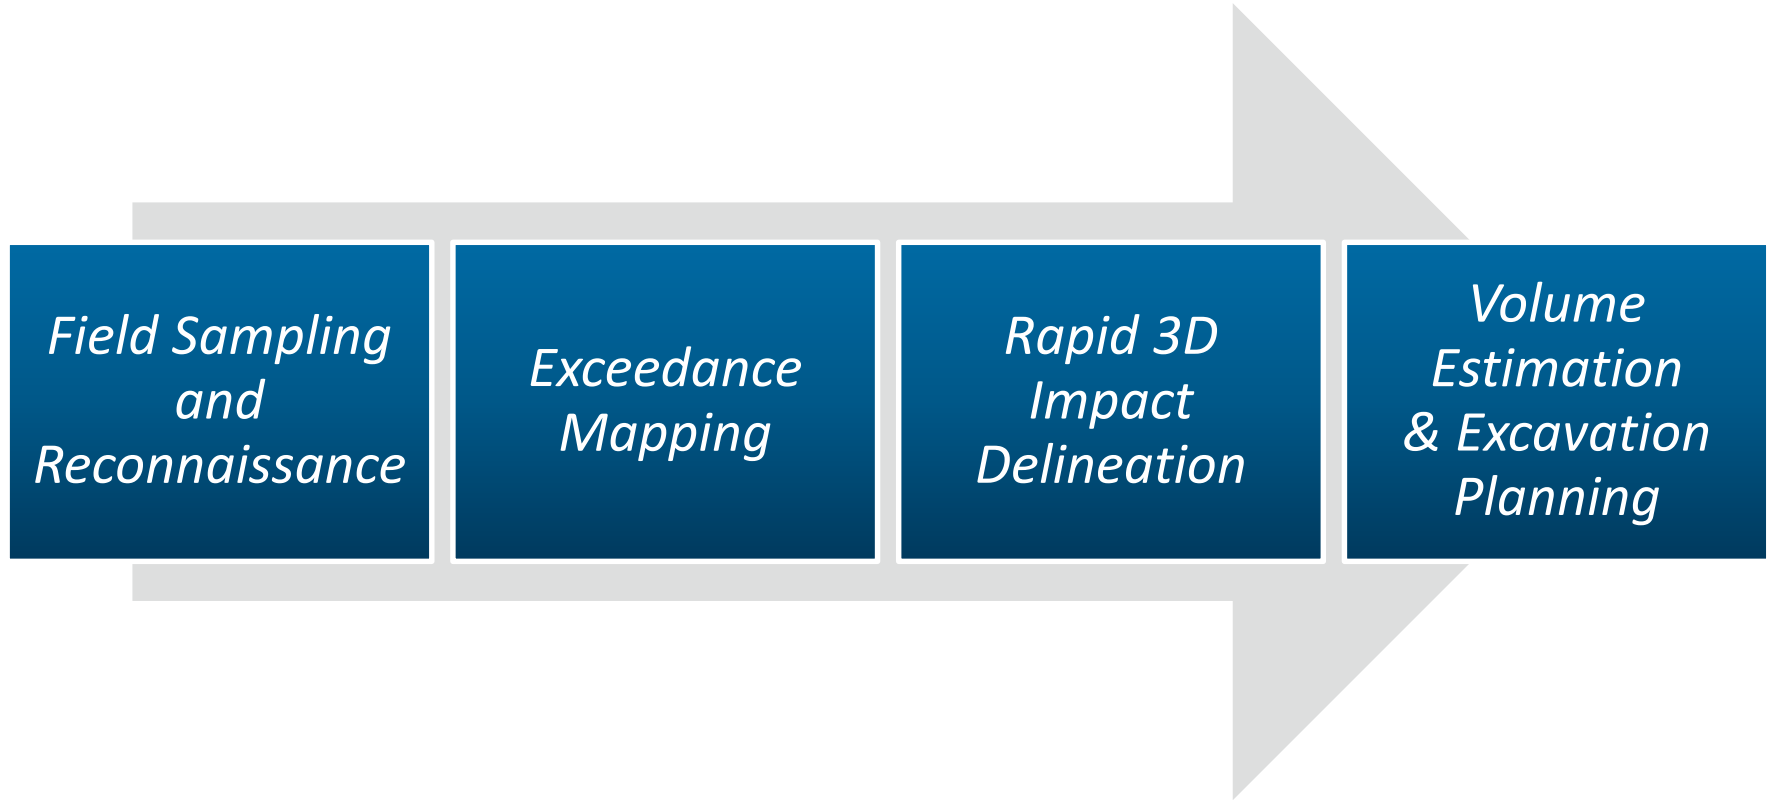 Field Sampling
and
Reconnaissance
Exceedance
Mapping
Rapid 3D
Impact
Delineation
Volume
Estimation
& Excavation
Planning